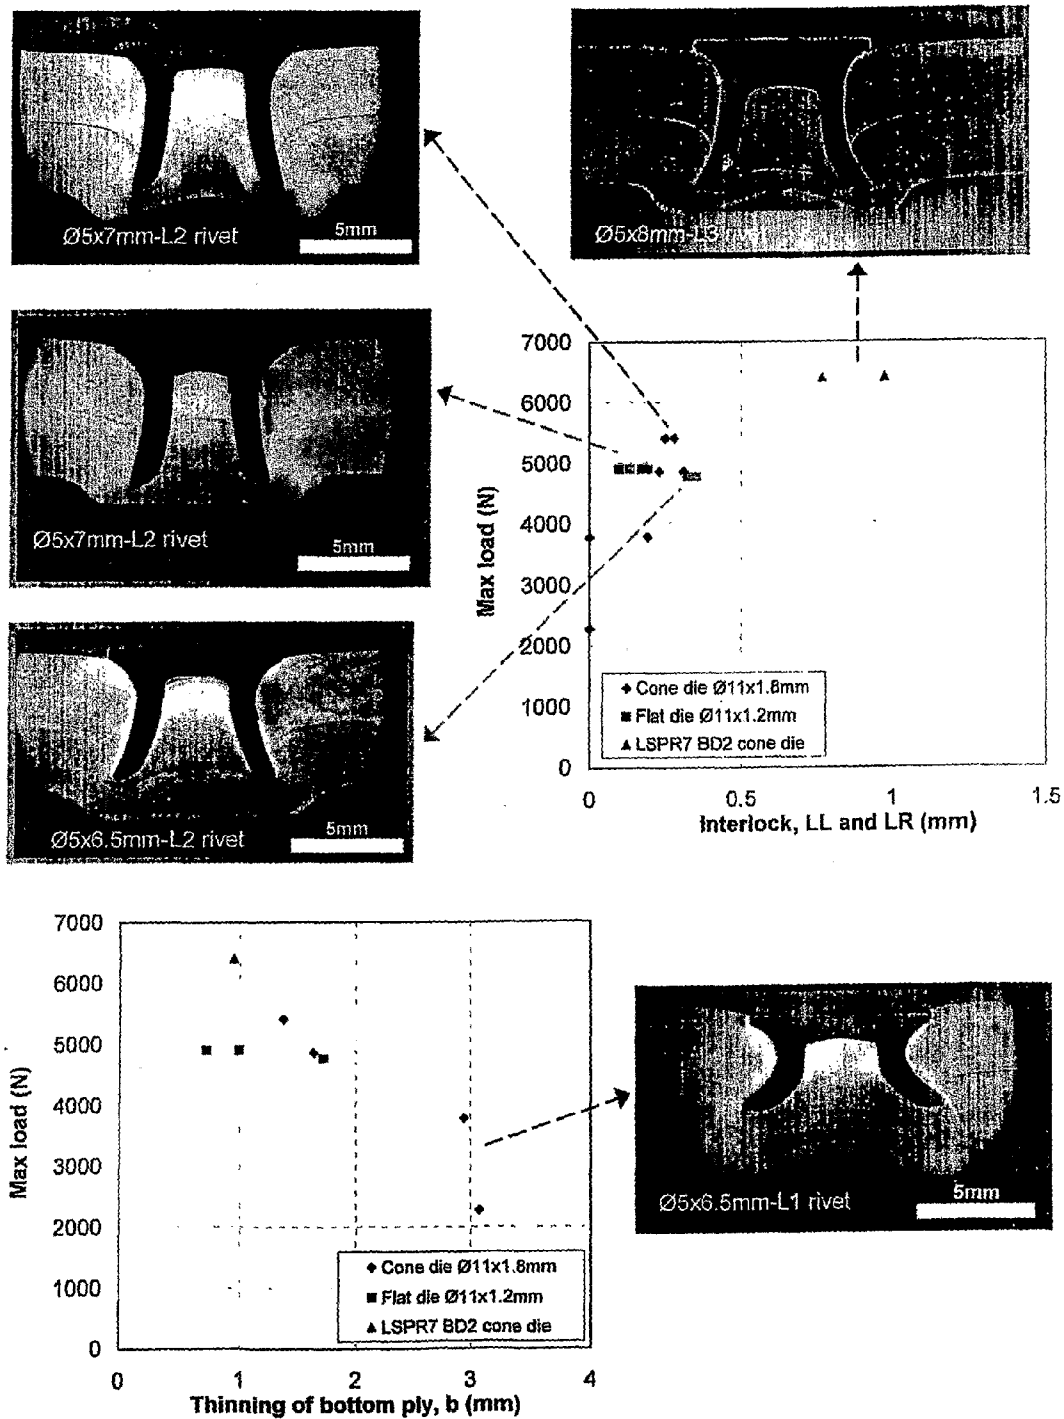 Ø5x7mm-L2 rivet
5mm
Ø5x8mm-L3
Ø5x7mm-L2 rivet
5mm
Ø5x6.5mm-L2 rivet
5mm
Max load (N)
7000
6000
5000
4000
3000
2000
1000
0
Cone die Ø11x1.8mm
Flat die Ø11x1.2mm
LSPR7 BD2 cone die
0
0.5
1
1.5
Interlock, LL and LR (mm)
Max load (N)
7000
6000
5000
4000
3000
2000
1000
0
Cone die Ø11x1.8mm
Flat die Ø11x1.2mm
LSPR7 BD2 cone die
0
1
2
3
4
Thinning of bottom ply, b (mm)
Ø5x6.5mm-L1 rivet
5mm